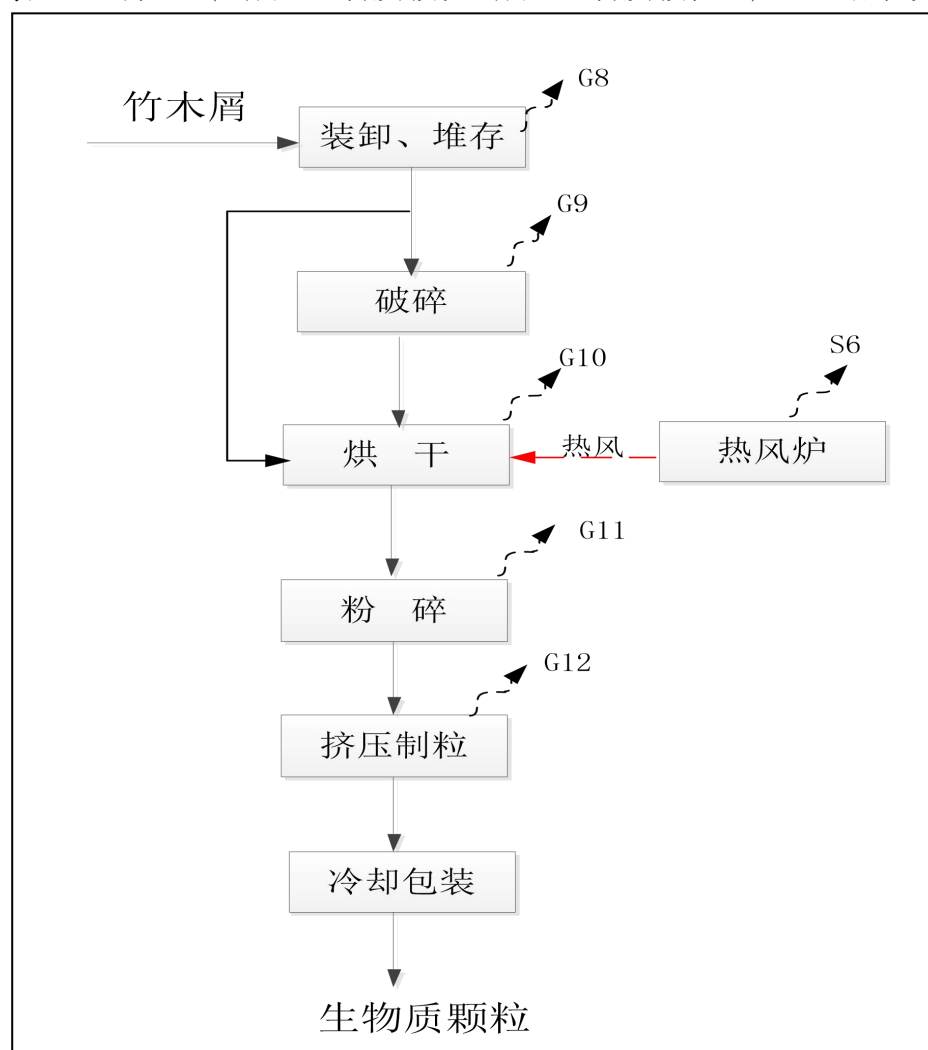 竹木屑
G8
装卸、堆存
G9
破碎
G10
S6
烘 干
热风
热风炉
G11
粉 碎
G12
挤压制粒
冷却包装
生物质颗粒